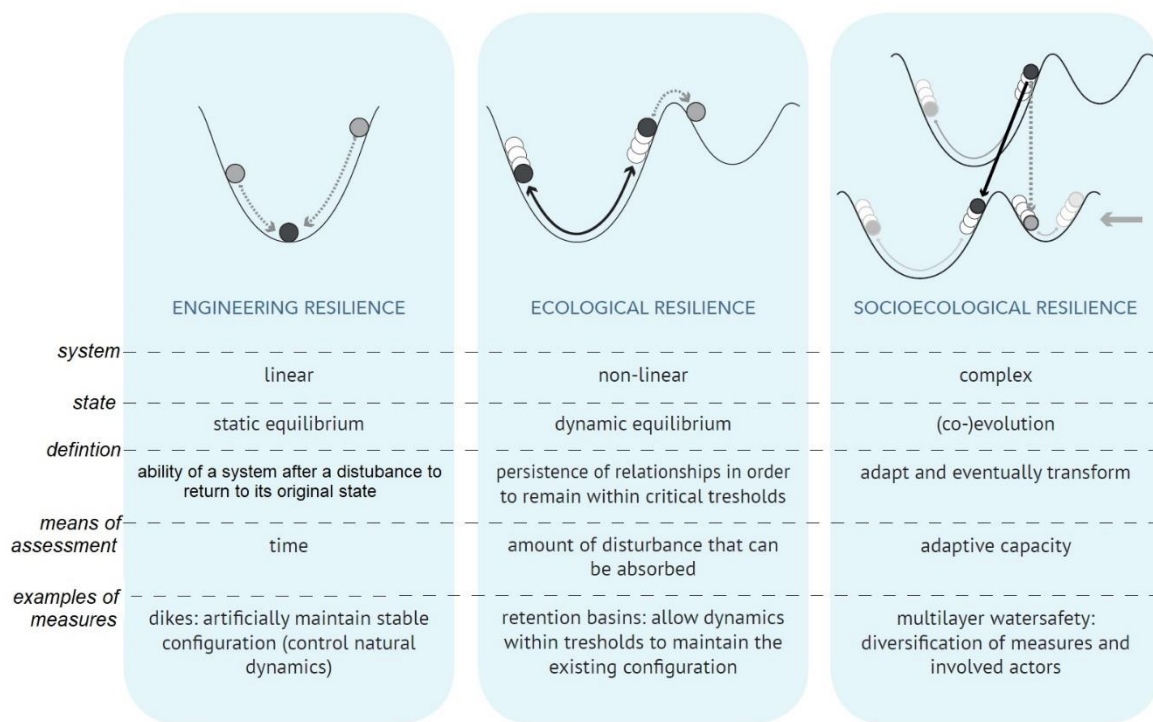 ENGINEERING RESILIENCE
ECOLOGICAL RESILIENCE
SOCIOECOLOGICAL RESILIENCE
system
linear
non-linear
complex
state
static equilibrium
dynamic equilibrium
(co-)evolution
defintion
ability of a system after a distubance to
return to its original state
persistence of relationships in order
to remain within critical tresholds
adapt and eventually transform
means of
assessment
time
amount of disturbance that can
be absorbed
adaptive capacity
examples of
measures
dikes: artificially maintain stable
configuration (control natural
dynamics)
retention basins: allow dynamics
within tresholds to maintain the
existing configuration
multilayer watersafety:
diversification of measures and
involved actors